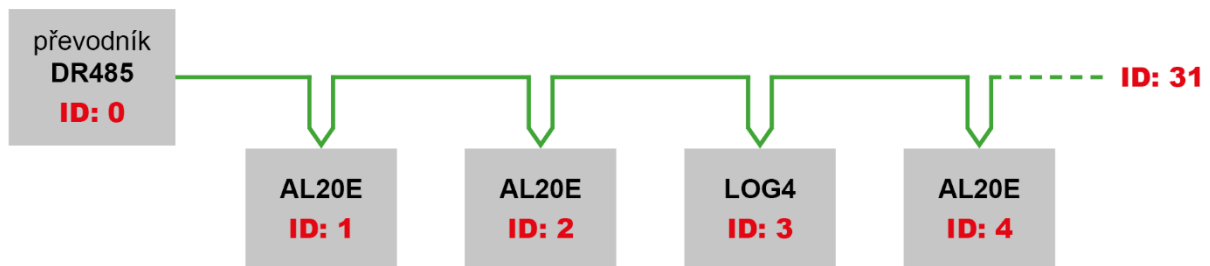 převodník
DR485
ID: 0
ID: 31
AL20E
ID: 1
AL20E
ID: 2
LOG4
ID: 3
AL20E
ID: 4